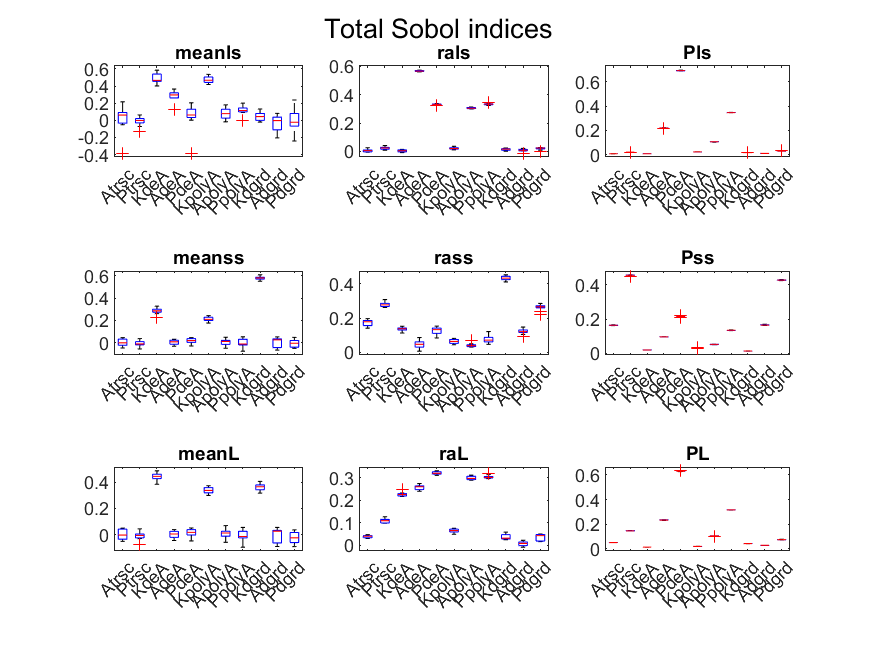 Total Sobol indices
meanls
0.6
0.4
0.2
0
-0.2
-0.4
Atrsc
Ptrsc
KdeA
AdeA
PdeA
KpolyA
ApolyA
PpolyA
Kdgrd
Adgrd
Pdgrd
rals
0.6
0.4
0.2
0
Atrsc
Ptrsc
KdeA
AdeA
PdeA
KpolyA
ApolyA
PpolyA
Kdgrd
Adgrd
Pdgrd
Pls
0.6
0.4
0.2
0
Atrsc
Ptrsc
KdeA
AdeA
PdeA
KpolyA
ApolyA
PpolyA
Kdgrd
Adgrd
Pdgrd
meanss
0.6
0.4
0.2
0
Atrsc
Ptrsc
KdeA
AdeA
PdeA
KpolyA
ApolyA
PpolyA
Kdgrd
Adgrd
Pdgrd
rass
0.4
0.2
0
Atrsc
Ptrsc
KdeA
AdeA
PdeA
KpolyA
ApolyA
PpolyA
Kdgrd
Adgrd
Pdgrd
Pss
0.4
0.2
0
Atrsc
Ptrsc
KdeA
AdeA
PdeA
KpolyA
ApolyA
PpolyA
Kdgrd
Adgrd
Pdgrd
meanL
0.4
0.2
0
Atrsc
Ptrsc
KdeA
AdeA
PdeA
KpolyA
ApolyA
PpolyA
Kdgrd
Adgrd
Pdgrd
raL
0.3
0.2
0.1
0
Atrsc
Ptrsc
KdeA
AdeA
PdeA
KpolyA
ApolyA
PpolyA
Kdgrd
Adgrd
Pdgrd
PL
0.6
0.4
0.2
0
Atrsc
Ptrsc
KdeA
AdeA
PdeA
KpolyA
ApolyA
PpolyA
Kdgrd
Adgrd
Pdgrd